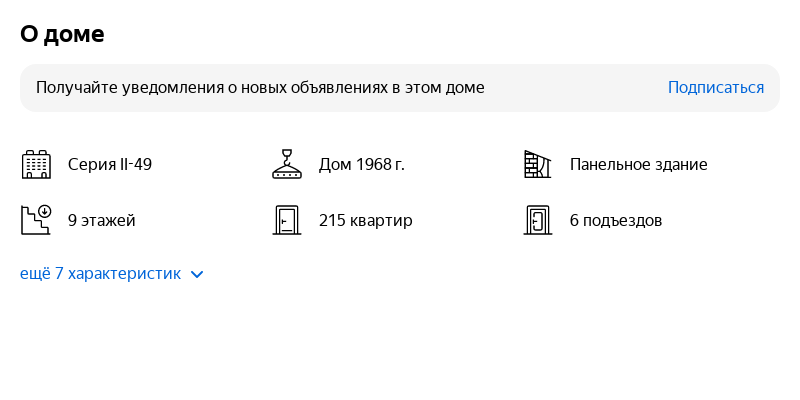 О доме
Получайте уведомления о новых объявлениях в этом доме
Подписаться
Серия II-49
Дом 1968 г.
Панельное здание
9 этажей
215 квартир
6 подъездов
ещё 7 характеристик